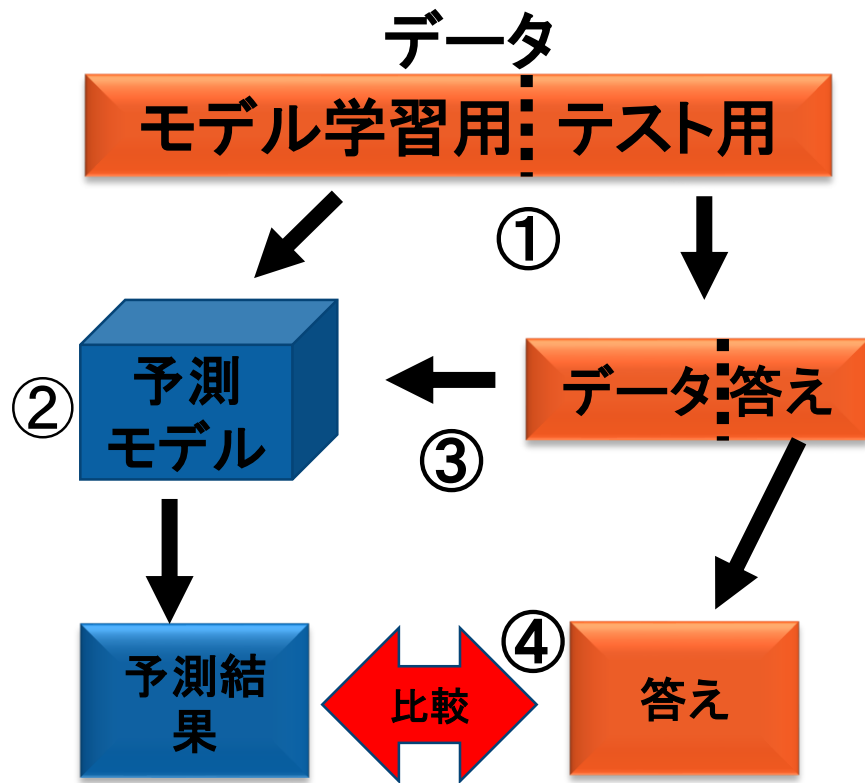 データ
モデル学習用 テスト用
①
②
予測
モデル
データ 答え
③
④
予測結
果
比較
答え